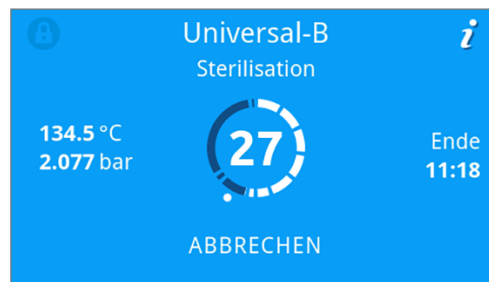 Universal-B
i
Sterilisation
134.5 °C
2.077 bar
27
Ende
11:18
ABBRECHEN